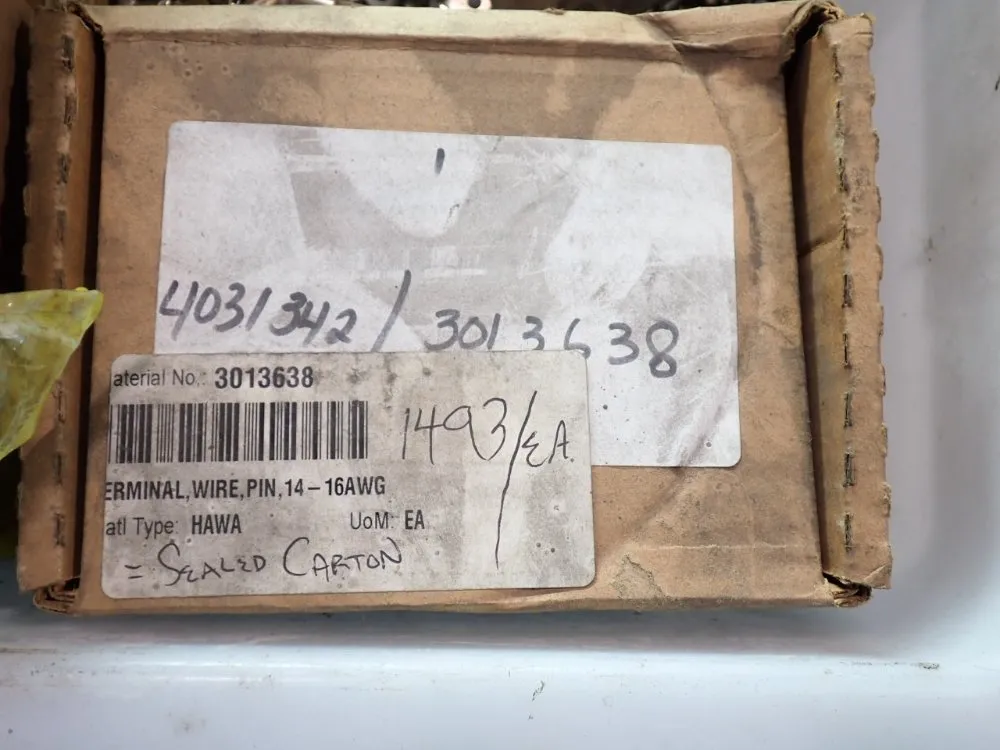 4031342 / 3013638
aterial No.: 3013638
1493/EA
ERMINAL,WIRE,PIN,14-16AWG
atl Type: HAWA UoM: EA
= SEALED CARTON